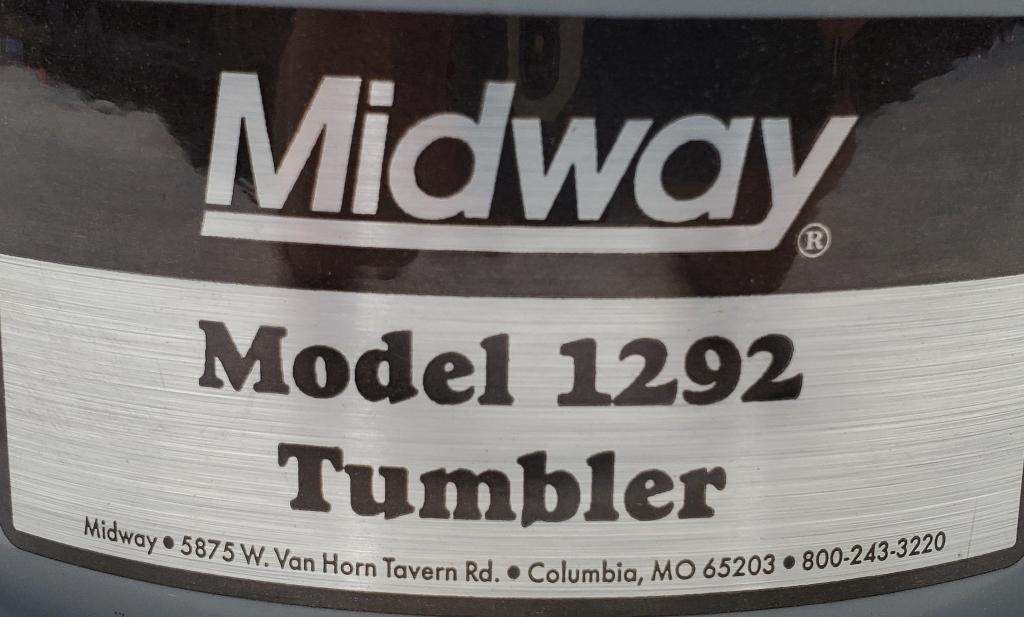 Midway®
Model 1292
Tumbler
Midway • 5875 W. Van Horn Tavern Rd. • Columbia, MO 65203 • 800-243-3220